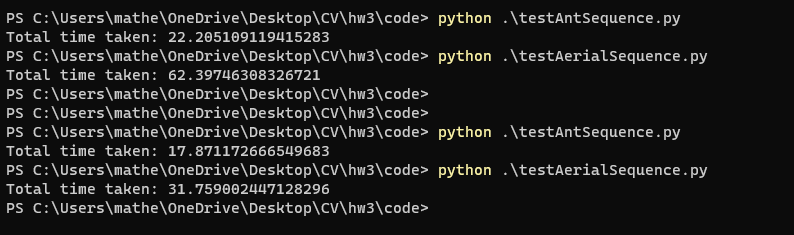 PS C:\Users\mathe\OneDrive\Desktop\CV\hw3\code> python .\testAntSequence.py
Total time taken: 22.205109119415283
PS C:\Users\mathe\OneDrive\Desktop\CV\hw3\code> python .\testAerialSequence.py
Total time taken: 62.39746308326721
PS C:\Users\mathe\OneDrive\Desktop\CV\hw3\code>
PS C:\Users\mathe\OneDrive\Desktop\CV\hw3\code>
PS C:\Users\mathe\OneDrive\Desktop\CV\hw3\code> python .\testAntSequence.py
Total time taken: 17.871172666549683
PS C:\Users\mathe\OneDrive\Desktop\CV\hw3\code> python .\testAerialSequence.py
Total time taken: 31.759002447128296
PS C:\Users\mathe\OneDrive\Desktop\CV\hw3\code>